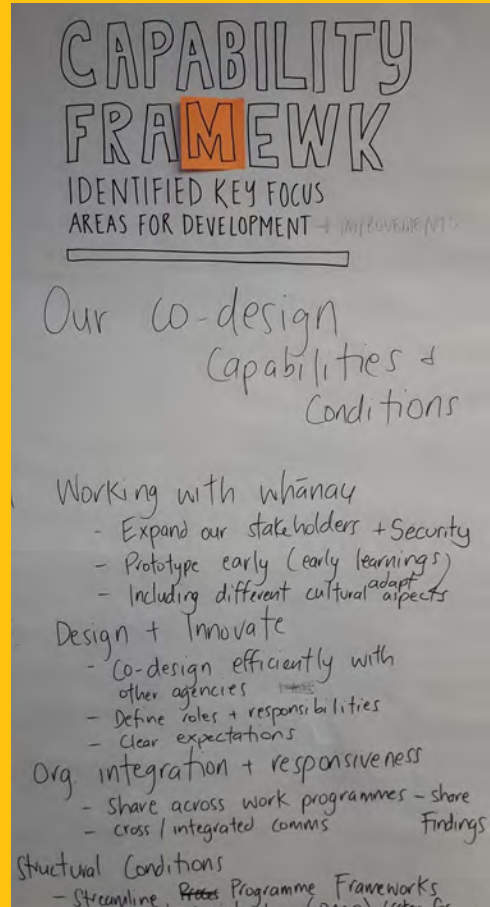 CAPABILITY
FRAMEWK
IDENTIFIED KEY FOCUS
AREAS FOR DEVELOPMENT + IMPROVEMENTS
Our co-design
Capabilities &
Conditions
Working with whānau
- Expand our stakeholders + Security
- Prototype early (early learnings)
adapt
- Including different cultural aspects
Design + Innovate
- Co-design efficiently with
other agencies
- Define roles + responsibilities
- Clear expectations
Org. integration + responsiveness
- Share across work programmes - share
- cross / integrated comms Findings
Structural Conditions
- Streamline Programme Frameworks